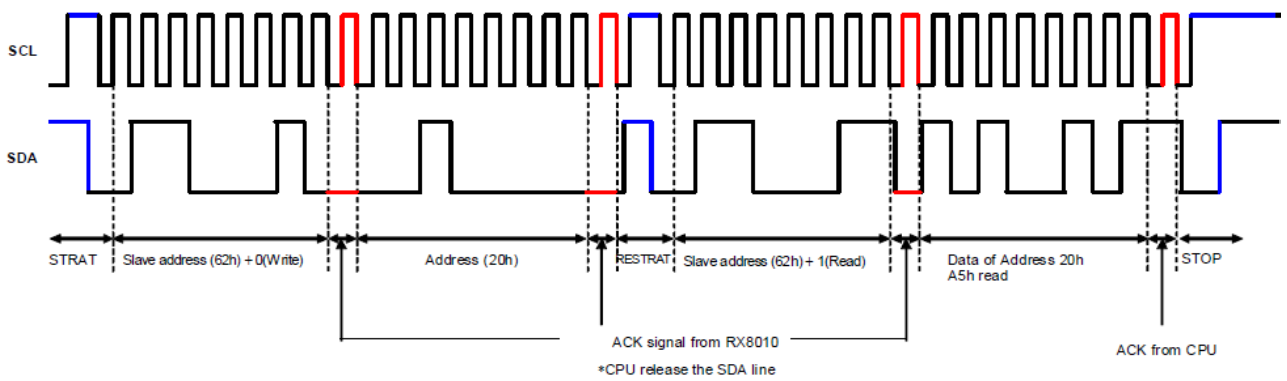 SCL
SDA
STRAT
Slave address (62h) + 0(Write)
Address (20h)
RESTRAT
Slave address (62h) + 1(Read)
Data of Address 20h
A5h read
STOP
ACK signal from RX8010
*CPU release the SDA line
ACK from CPU